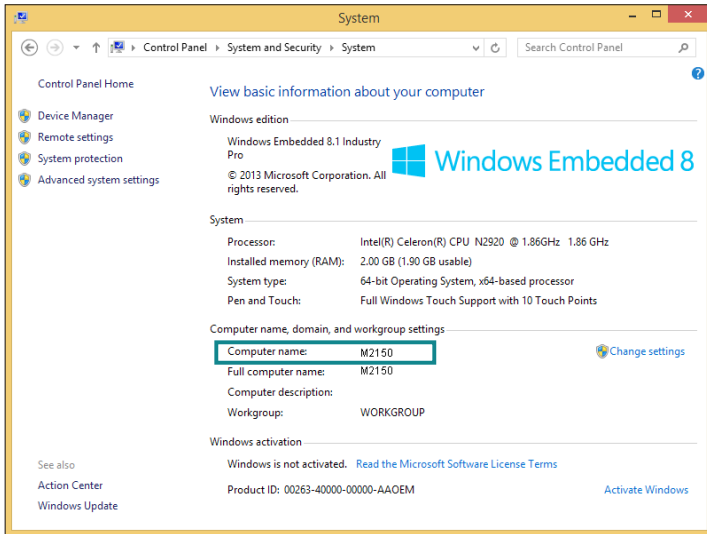 System
Control Panel System and Security System
Search Control Panel
Control Panel Home
Device Manager
Remote settings
System protection
Advanced system settings
View basic information about your computer
Windows edition
Windows Embedded 8.1 Industry
Pro
© 2013 Microsoft Corporation. All
rights reserved.
Windows Embedded 8
System
Processor: Intel(R) Celeron(R) CPU N2920 @ 1.86GHz 1.86 GHz
Installed memory (RAM): 2.00 GB (1.90 GB usable)
System type: 64-bit Operating System, x64-based processor
Pen and Touch: Full Windows Touch Support with 10 Touch Points
Computer name, domain, and workgroup settings
Computer name: M2150
Change settings
Full computer name: M2150
Computer description:
Workgroup: WORKGROUP
Windows activation
Windows is not activated. Read the Microsoft Software License Terms
Product ID: 00263-40000-00000-AAOEM
Activate Windows
See also
Action Center
Windows Update